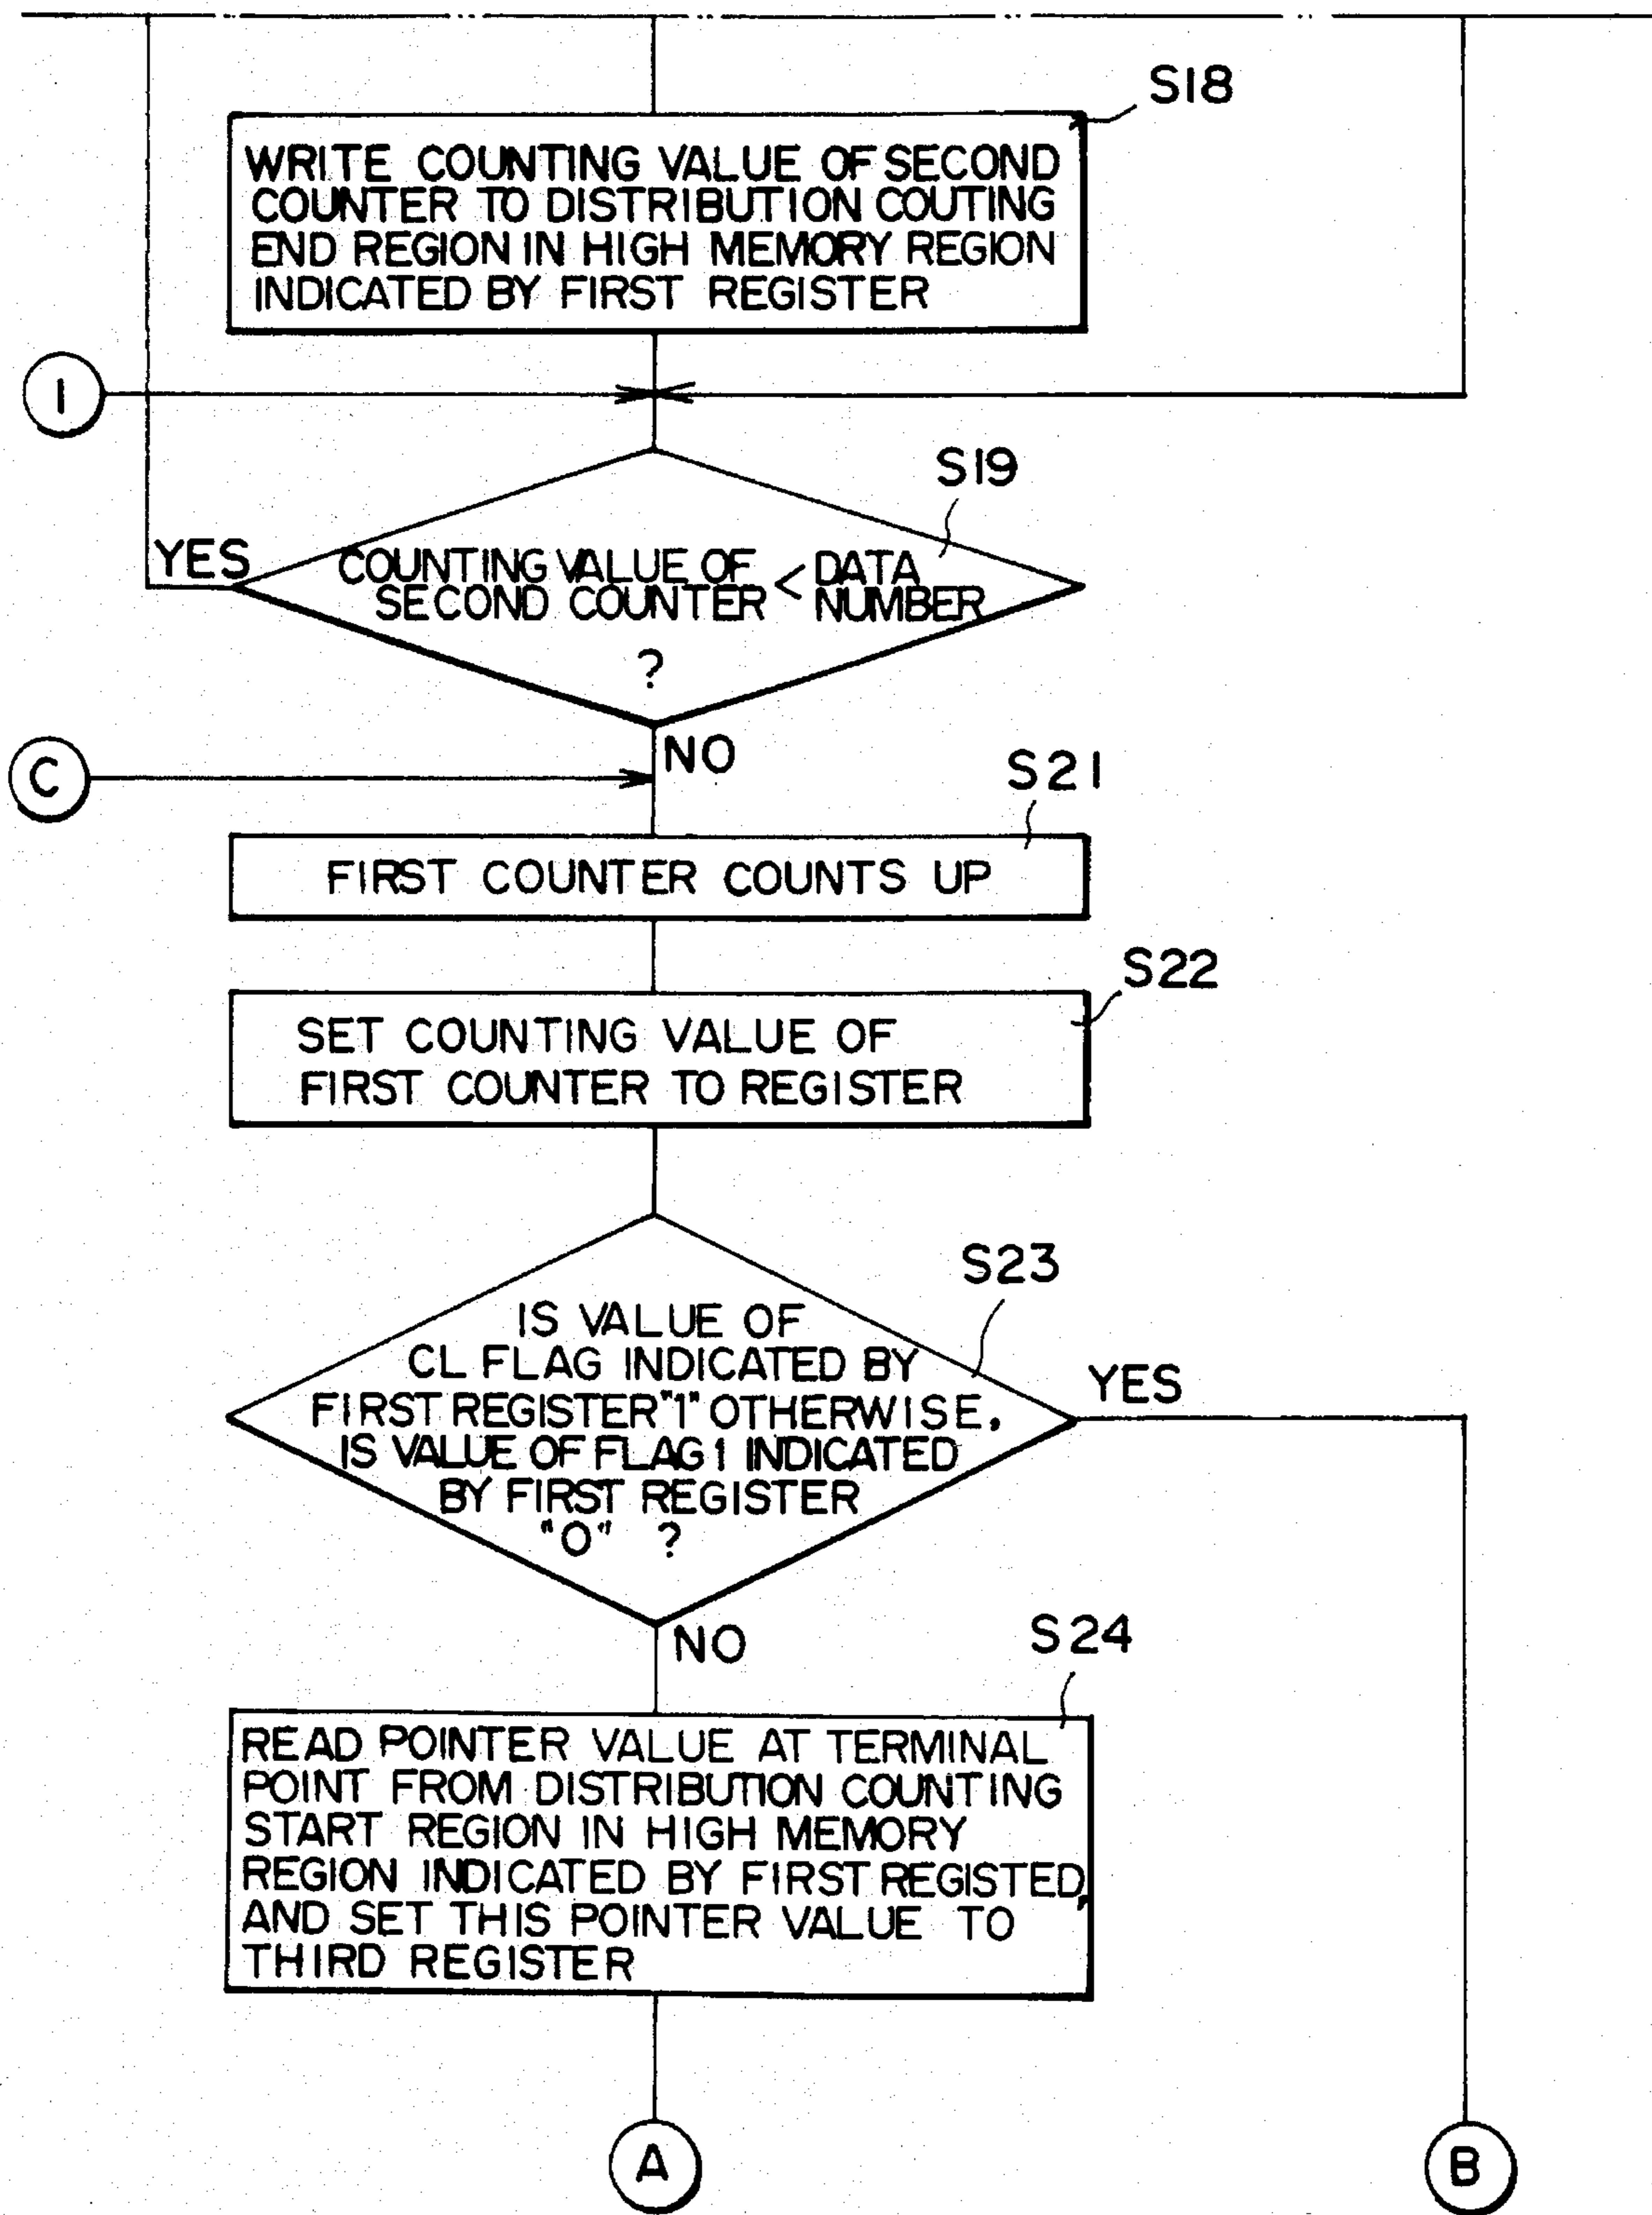 S18
WRITE COUNTING VALUE OF SECOND
COUNTER TO DISTRIBUTION COUTING
END REGION IN HIGH MEMORY REGION
INDICATED BY FIRST REGISTER
I
S19
YES
COUNTING VALUE OF < DATA
SECOND COUNTER NUMBER
?
NO
C
S21
FIRST COUNTER COUNTS UP
S22
SET COUNTING VALUE OF
FIRST COUNTER TO REGISTER
S23
IS VALUE OF
CL FLAG INDICATED BY
FIRST REGISTER "1" OTHERWISE,
IS VALUE OF FLAG 1 INDICATED
BY FIRST REGISTER
"0" ?
YES
NO
S24
READ POINTER VALUE AT TERMINAL
POINT FROM DISTRIBUTION COUNTING
START REGION IN HIGH MEMORY
REGION INDICATED BY FIRST REGISTED,
AND SET THIS POINTER VALUE TO
THIRD REGISTER
A
B